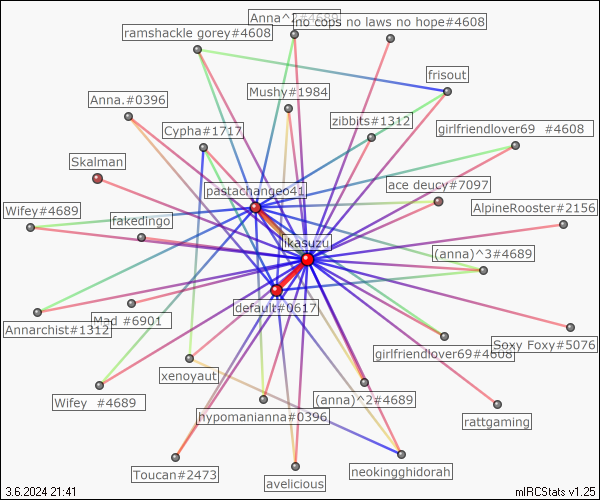 Anna^2#4689
no cops no laws no hope#4608
ramshackle gorey#4608
frisout
Mushy#1984
Anna.#0396
zibbits#1312
Cypha#1717
girlfriendlover69 #4608
Skalman
pastachangeo41
ace deucy#7097
Wifey#4689
fakedingo
AlpineRooster#2156
likasuzu
(anna)^3#4689
default#0617
Annarchist#1312
Mad #6901
Soxy Foxy#5076
girlfriendlover69#4608
xenoyaut
Wifey #4689
(anna)^2#4689
hypomanianna#0396
rattgaming
Toucan#2473
avelicious
neokingghidorah
3.6.2024 21:41
mIRCStats v1.25